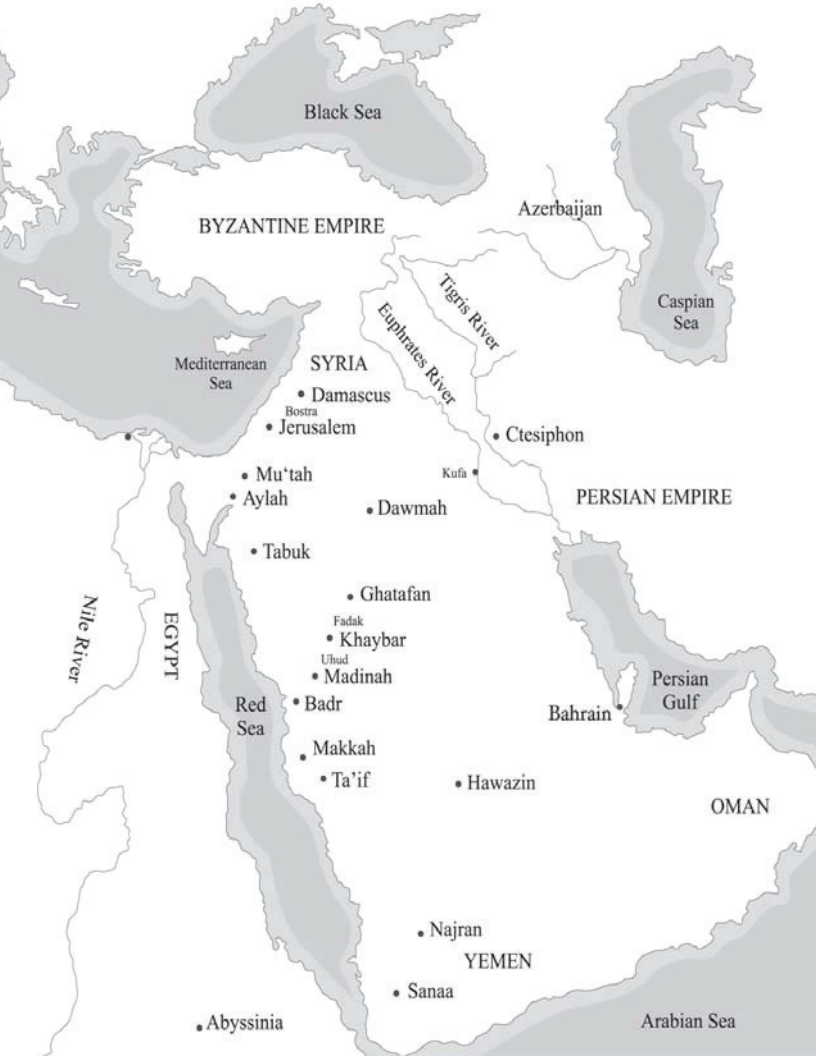 Black Sea
Azerbaijan
BYZANTINE EMPIRE
Tigris River
Caspian
Sea
Euphrates River
Mediterranean
Sea
SYRIA
Damascus
Bostra
Jerusalem
Ctesiphon
Mu‘tah
Kufa
Aylah
PERSIAN EMPIRE
Dawmah
Tabuk
Ghatafan
Nile River
EGYPT
Fadak
Khaybar
Uhud
Madinah
Persian
Gulf
Red
Sea
Badr
Bahrain
Makkah
Ta’if
Hawazin
OMAN
Najran
YEMEN
Sanaa
Abyssinia
Arabian Sea